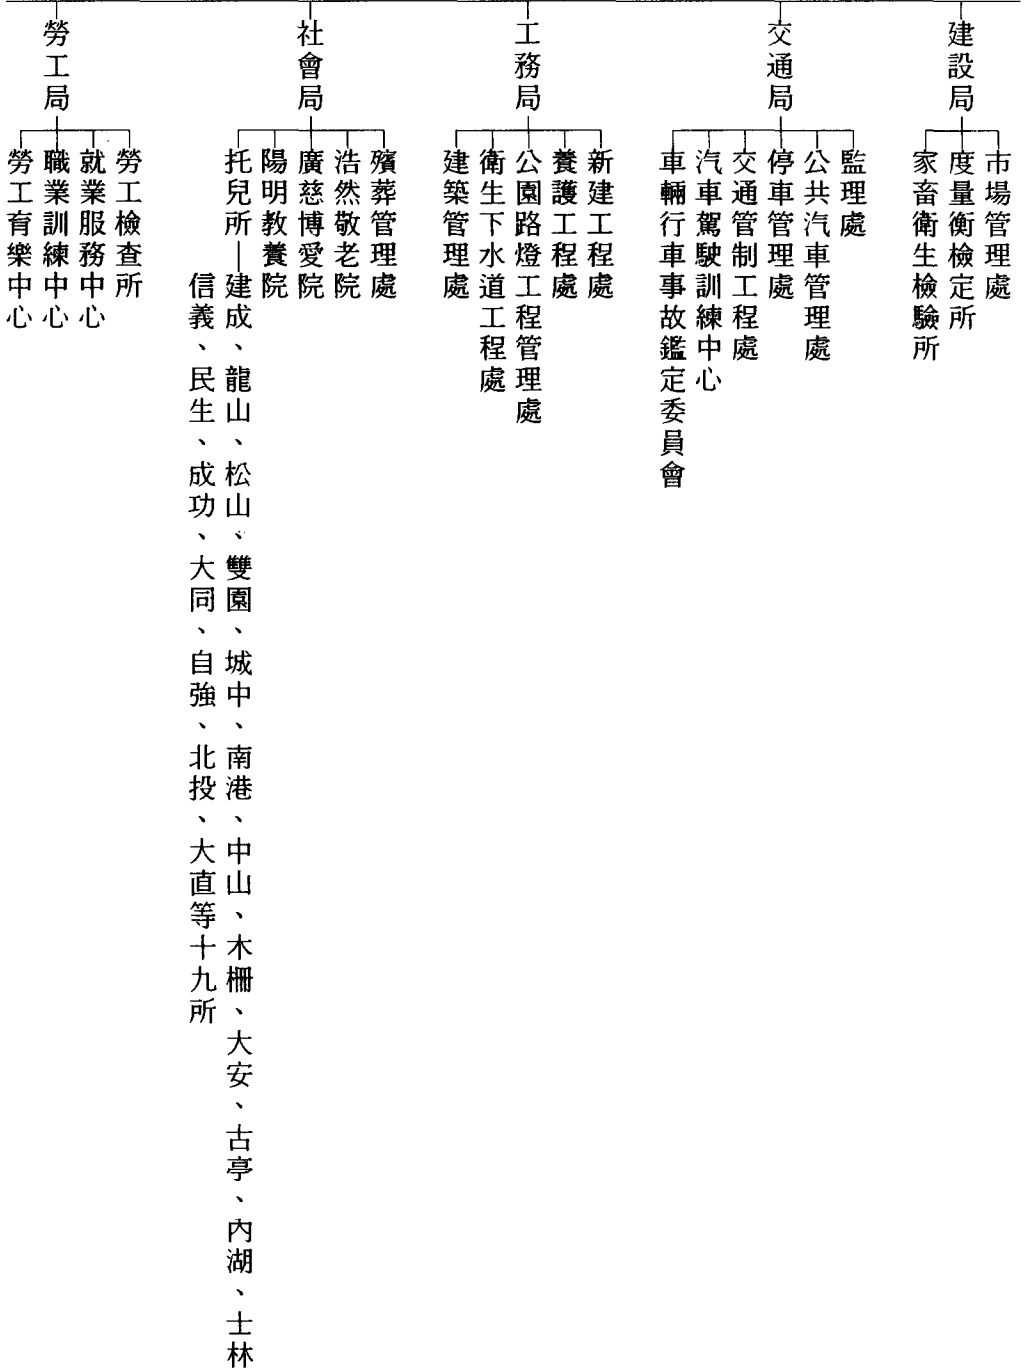 建設局
市場管理處
度量衡檢定所
家畜衛生檢驗所
交通局
監理處
公共汽車管理處
停車管理處
交通管制工程處
汽車駕駛訓練中心
車輛行車事故鑑定委員會
工務局
新建工程處
養護工程處
公園路燈工程管理處
衛生下水道工程處
建築管理處
社會局
殯葬管理處
浩然敬老院
廣慈博愛院
陽明教養院
托兒所—建成、龍山、松山、雙園、城中、南港、中山、木柵、大安、古亭、內湖、士林
信義、民生、成功、大同、自強、北投、大直等十九所
勞工局
勞工檢查所
就業服務中心
職業訓練中心
勞工育樂中心